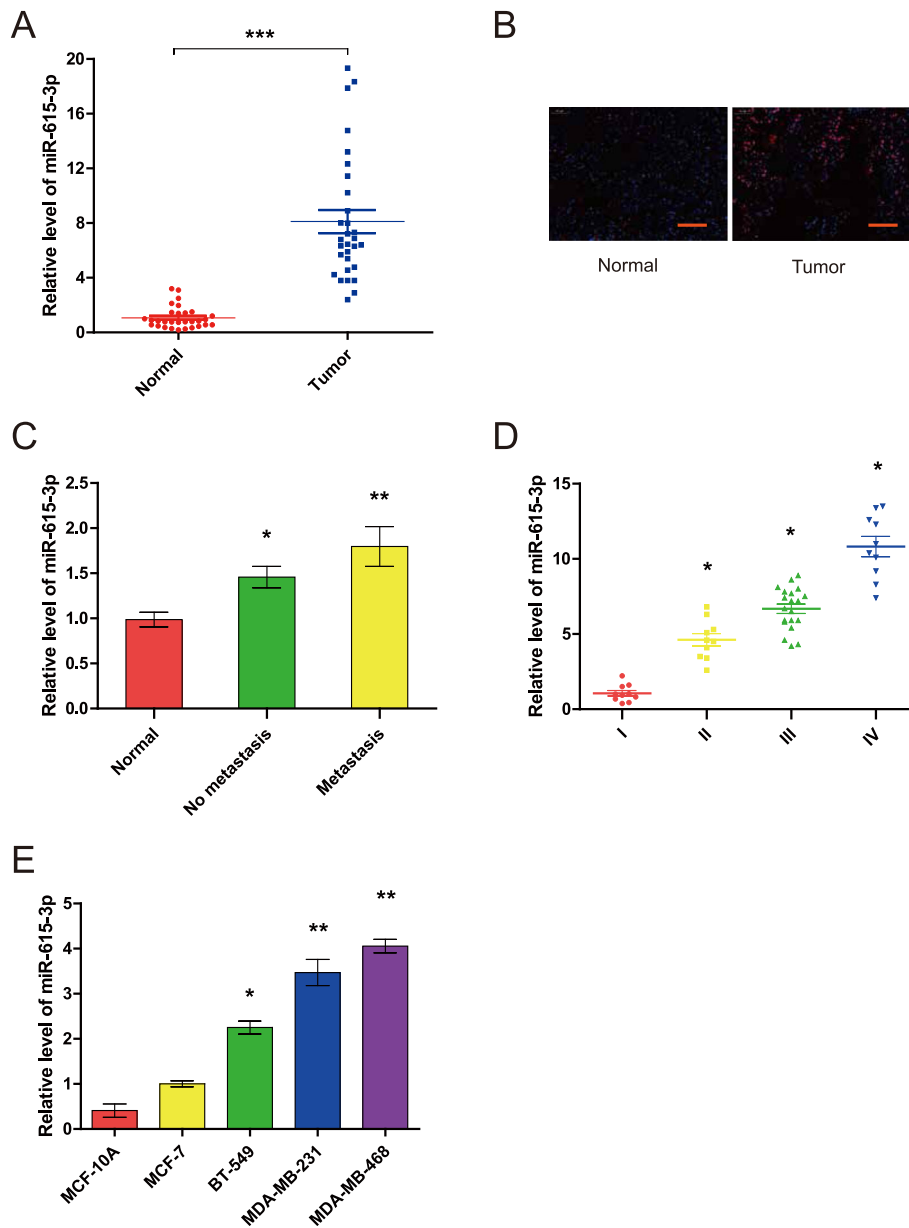 A
Relative level of miR-615-3p
***
20
16
12
8
4
0
Normal
Tumor
B
Normal
Tumor
C
Relative level of miR-615-3p
2.5
2.0
1.5
1.0
0.5
0.0
*
**
Normal
No metastasis
Metastasis
D
Relative level of miR-615-3p
15
10
5
0
*
*
*
I
II
III
IV
E
Relative level of miR-615-3p
5
4
3
2
1
0
*
**
**
MCF-10A
MCF-7
BT-549
MDA-MB-231
MDA-MB-468